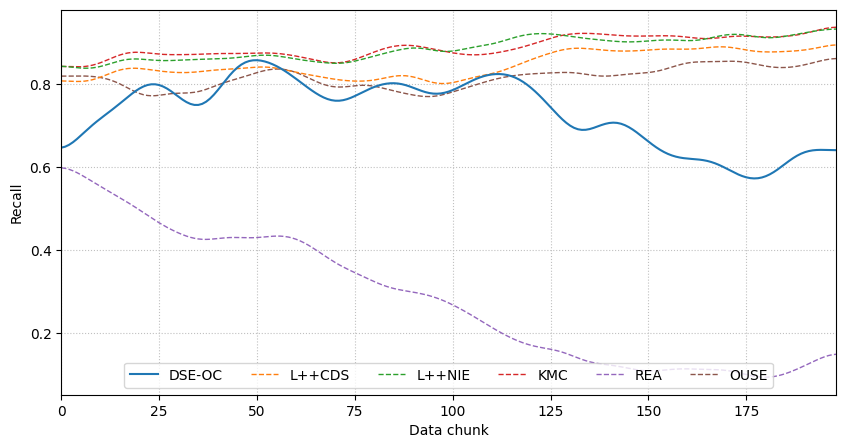 Recall
0.8
0.6
0.4
0.2
DSE-OC L++CDS L++NIE KMC REA OUSE
0 25 50 75 100 125 150 175
Data chunk